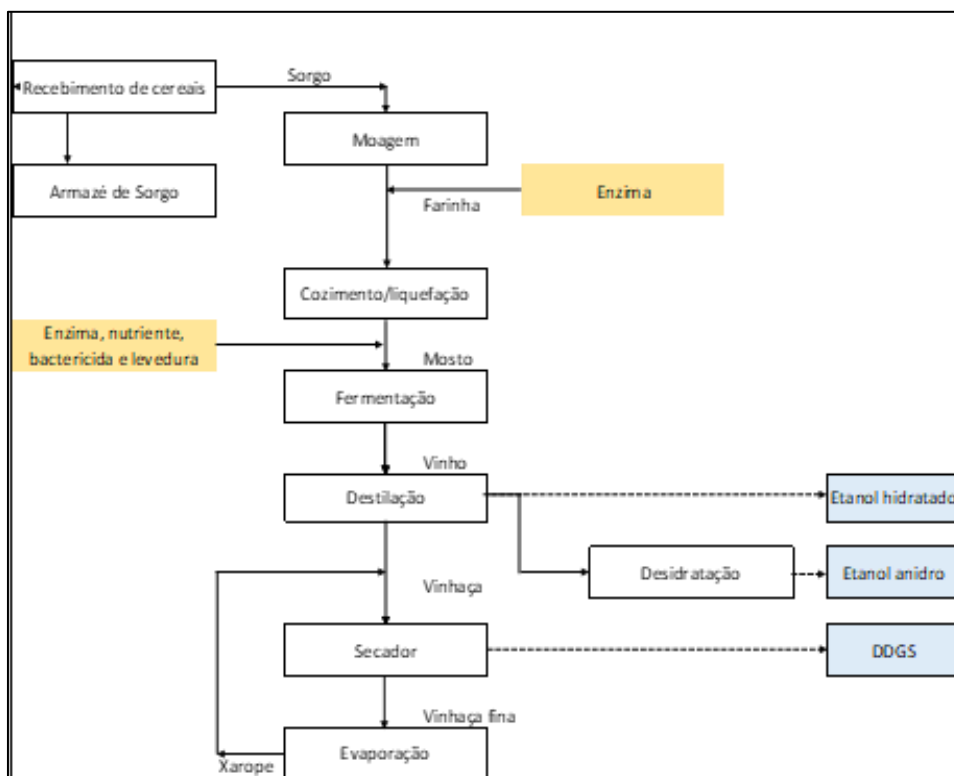 Sorgo
Recebimento de cereais
Moagem
Armazé de Sorgo
Enzima
Farinha
Cozimento/liquefação
Enzima, nutriente,
bactericida e levedura
Mosto
Fermentação
Vinho
Destilação
Etanol hidratado
Desidratação
Etanol anidro
Vinhaça
Secador
DDGS
Vinhaça fina
Evaporação
Xarope